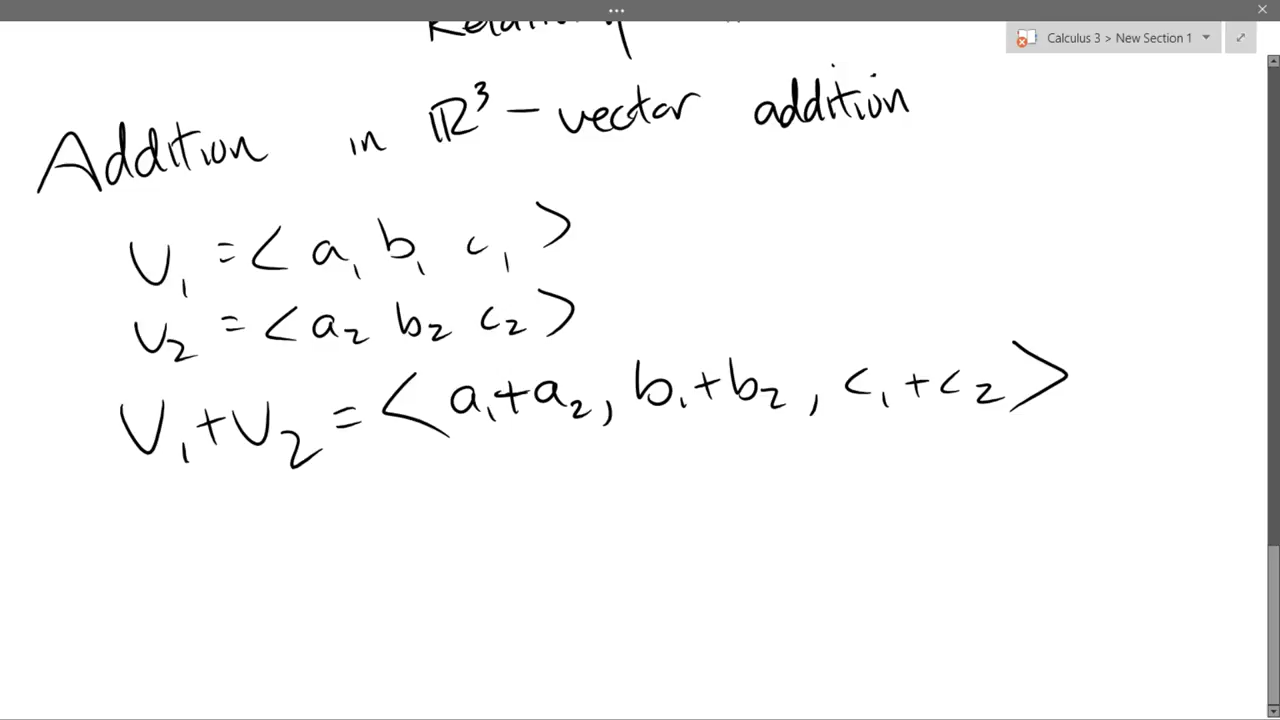 Calculus 3 > New Section 1
Addition in ℝ³ - vector addition
V₁ = < a₁ b₁ c₁ >
V₂ = < a₂ b₂ c₂ >
V₁+V₂ = < a₁+a₂, b₁+b₂, c₁+c₂ >